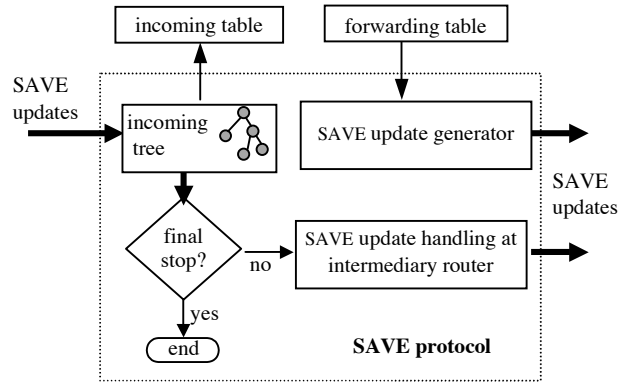 incoming table
forwarding table
SAVE
updates
incoming
tree
SAVE update generator
SAVE
updates
final
stop?
no
SAVE update handling at
intermediary router
yes
end
SAVE protocol